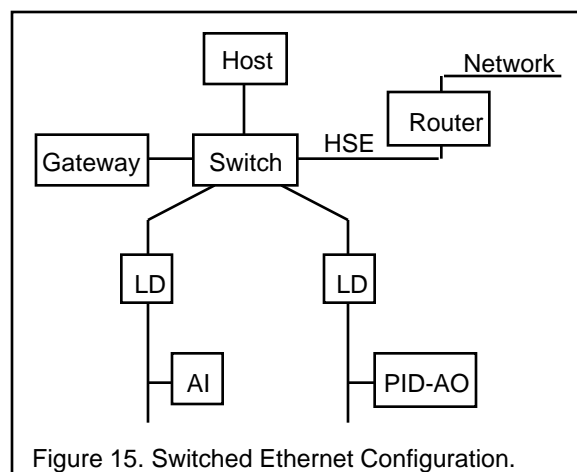 Host
Network
Router
HSE
Gateway
Switch
LD
LD
AI
PID-AO
Figure 15. Switched Ethernet Configuration.